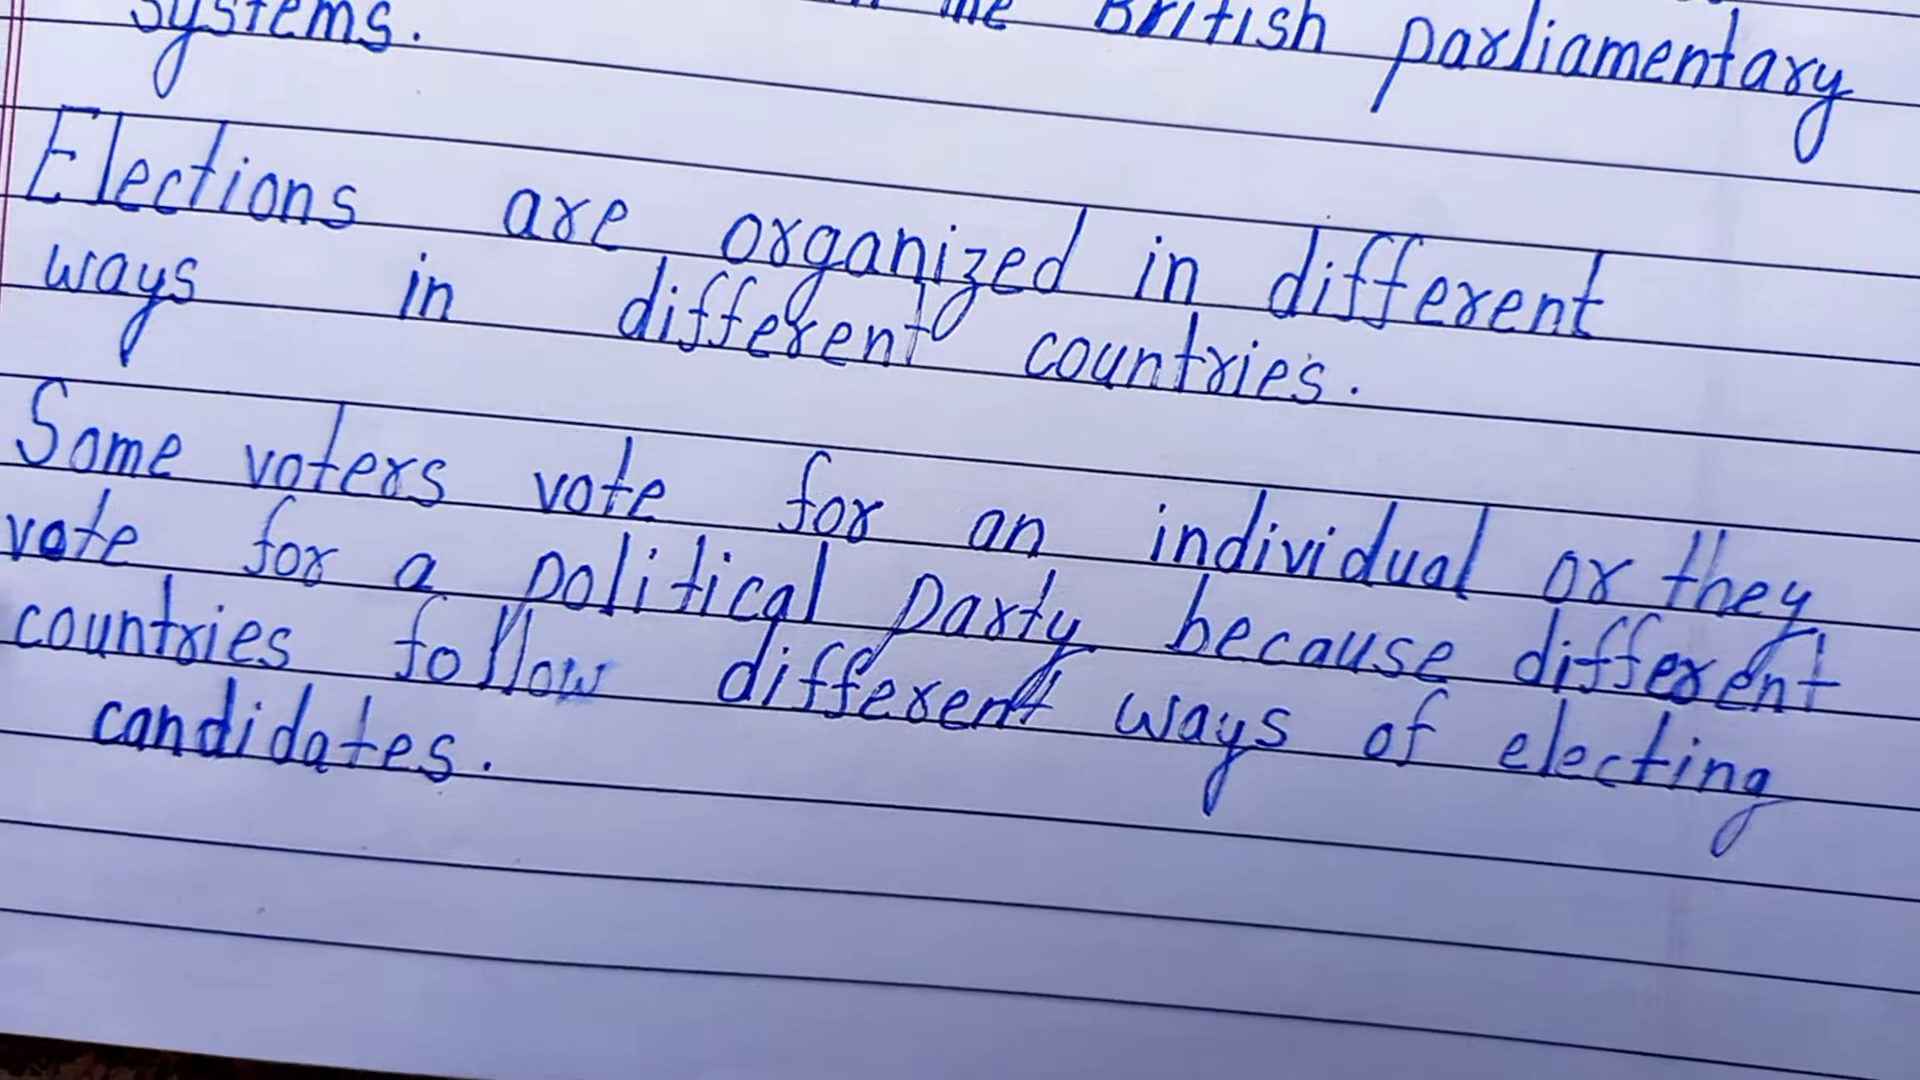 the British parliamentary
systems.
Elections are organized in different
ways in different countries.
Some voters vote for an individual or they
vote for a political party because different
countries follow different ways of electing
candidates.